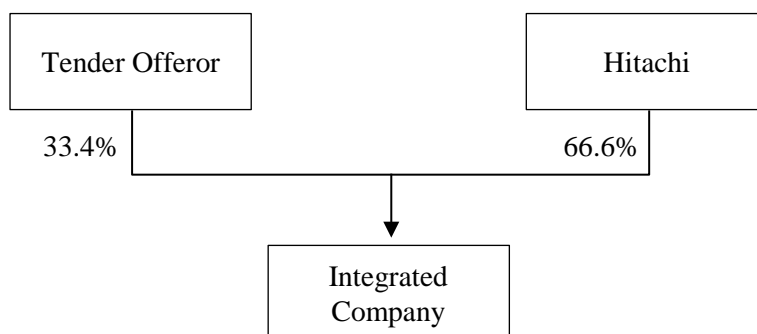 Tender Offeror
Hitachi
33.4%
66.6%
Integrated
Company